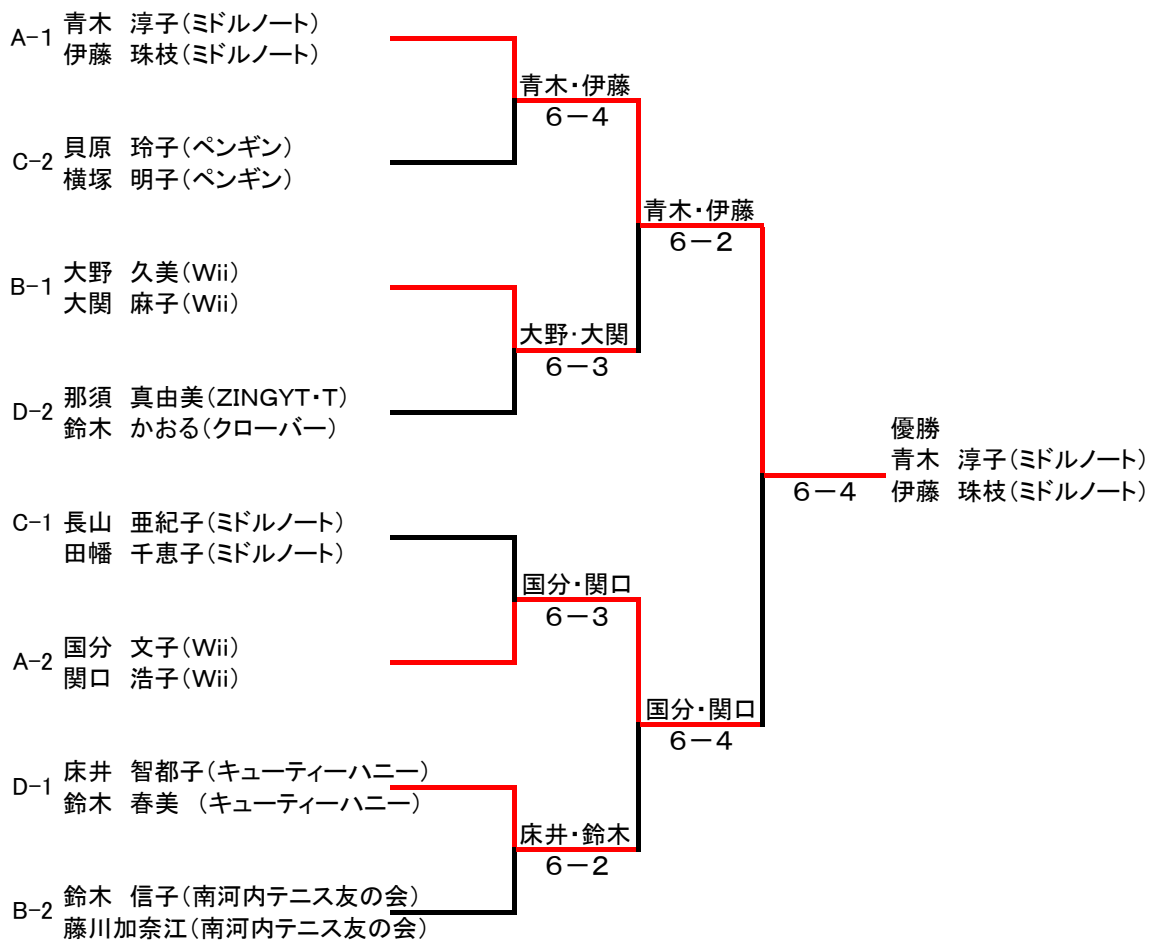 A-1
青木　淳子(ミドルノート)
伊藤　珠枝(ミドルノート)
青木・伊藤
6－4
C-2
貝原　玲子(ペンギン)
横塚　明子(ペンギン)
青木・伊藤
6－2
B-1
大野　久美(Wii)
大関　麻子(Wii)
大野・大関
6－3
D-2
那須　真由美(ZINGYT・T)
鈴木　かおる(クローバー)
優勝
青木　淳子(ミドルノート)
伊藤　珠枝(ミドルノート)
6－4
C-1
長山　亜紀子(ミドルノート)
田幡　千恵子(ミドルノート)
国分・関口
6－3
A-2
国分　文子(Wii)
関口　浩子(Wii)
国分・関口
6－4
D-1
床井　智都子(キューティーハニー)
鈴木　春美　(キューティーハニー)
床井・鈴木
6－2
B-2
鈴木　信子(南河内テニス友の会)
藤川加奈江(南河内テニス友の会)